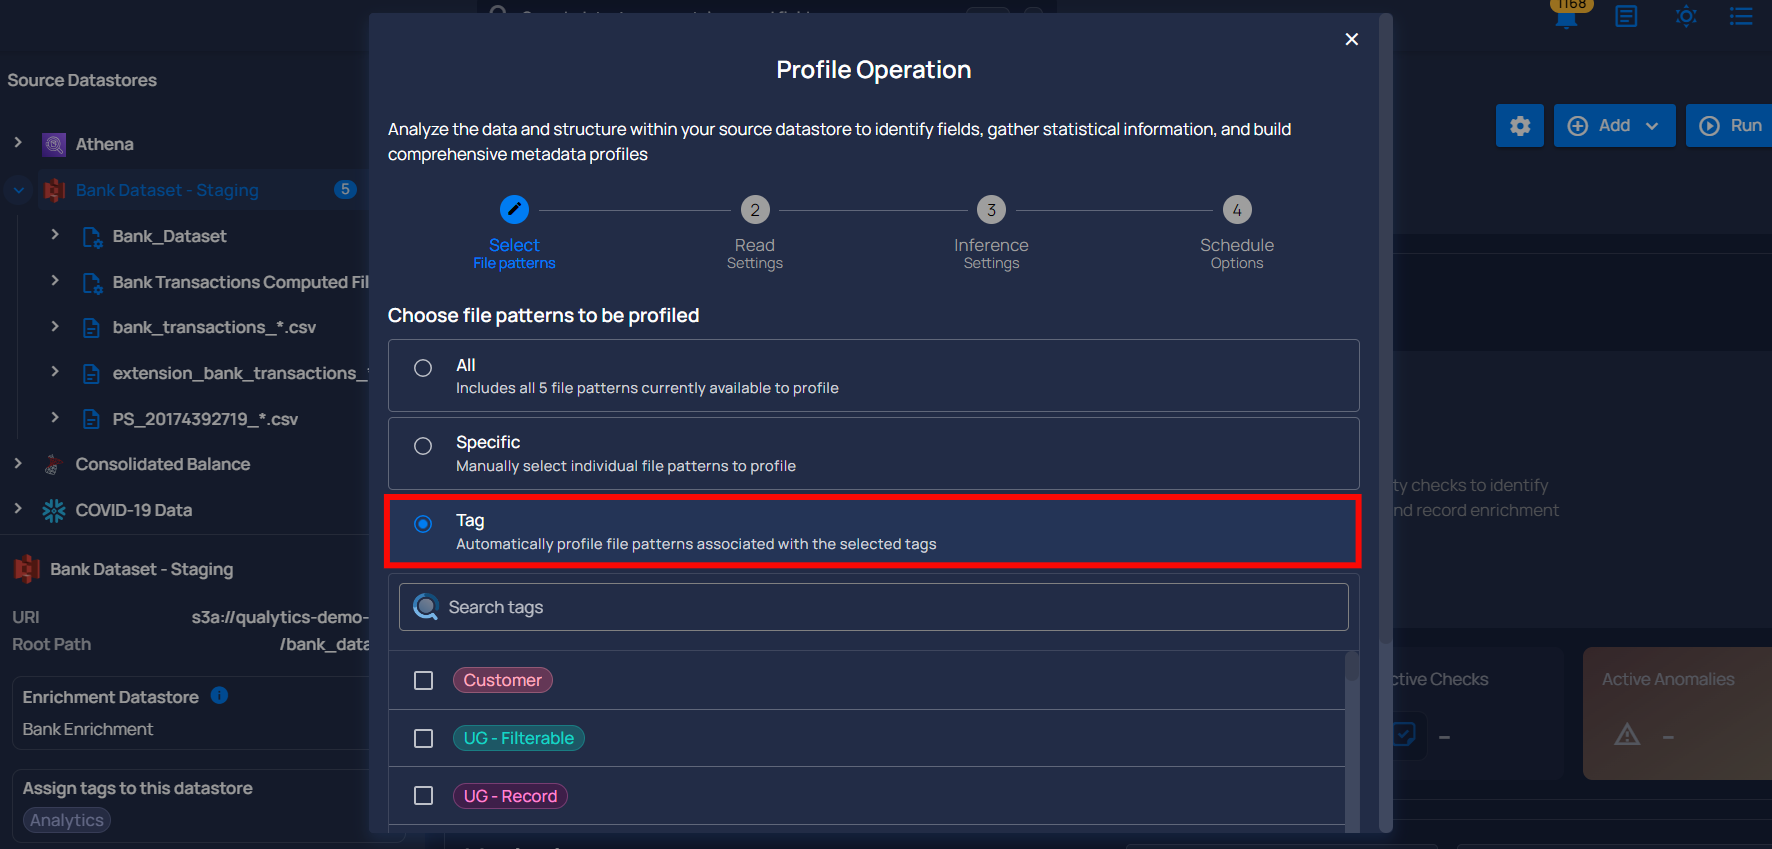 1168
Source Datastores
Add
Run
Athena
Bank Dataset - Staging
5
Bank_Dataset
Bank Transactions Computed Fil
bank_transactions_*.csv
extension_bank_transactions_*
PS_20174392719_*.csv
Consolidated Balance
COVID-19 Data
Bank Dataset - Staging
URI
s3a://qualytics-demo-
Root Path
/bank_data
Enrichment Datastore
Bank Enrichment
Assign tags to this datastore
Analytics
Profile Operation
Analyze the data and structure within your source datastore to identify fields, gather statistical information, and build
comprehensive metadata profiles
2
3
4
Select
File patterns
Read
Settings
Inference
Settings
Schedule
Options
Choose file patterns to be profiled
All
Includes all 5 file patterns currently available to profile
Specific
Manually select individual file patterns to profile
Tag
Automatically profile file patterns associated with the selected tags
Search tags
Customer
UG - Filterable
UG - Record
ty checks to identify
nd record enrichment
ctive Checks
–
Active Anomalies
–